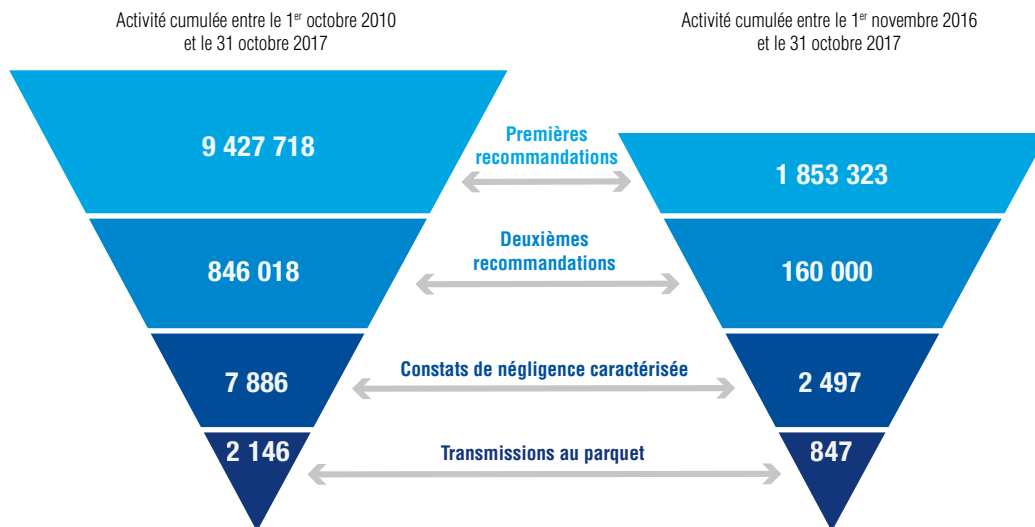 Activité cumulée entre le 1er octobre 2010
et le 31 octobre 2017
Activité cumulée entre le 1er novembre 2016
et le 31 octobre 2017
9 427 718
Premières
recommandations
1 853 323
846 018
Deuxièmes
recommandations
160 000
7 886
Constats de négligence caractérisée
2 497
2 146
Transmissions au parquet
847